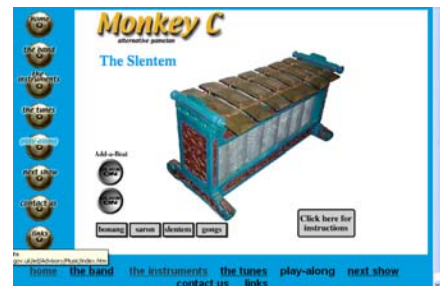 home
the band
the
instruments
the tunes
play-along
next show
contact us
links
Monkey C
alternative gamelan
The Slentem
Add-a-Beat
ON
ON
bonang saron slentem gongs
Click here for
instructions
home the band the instruments the tunes play-along next show
contact us links